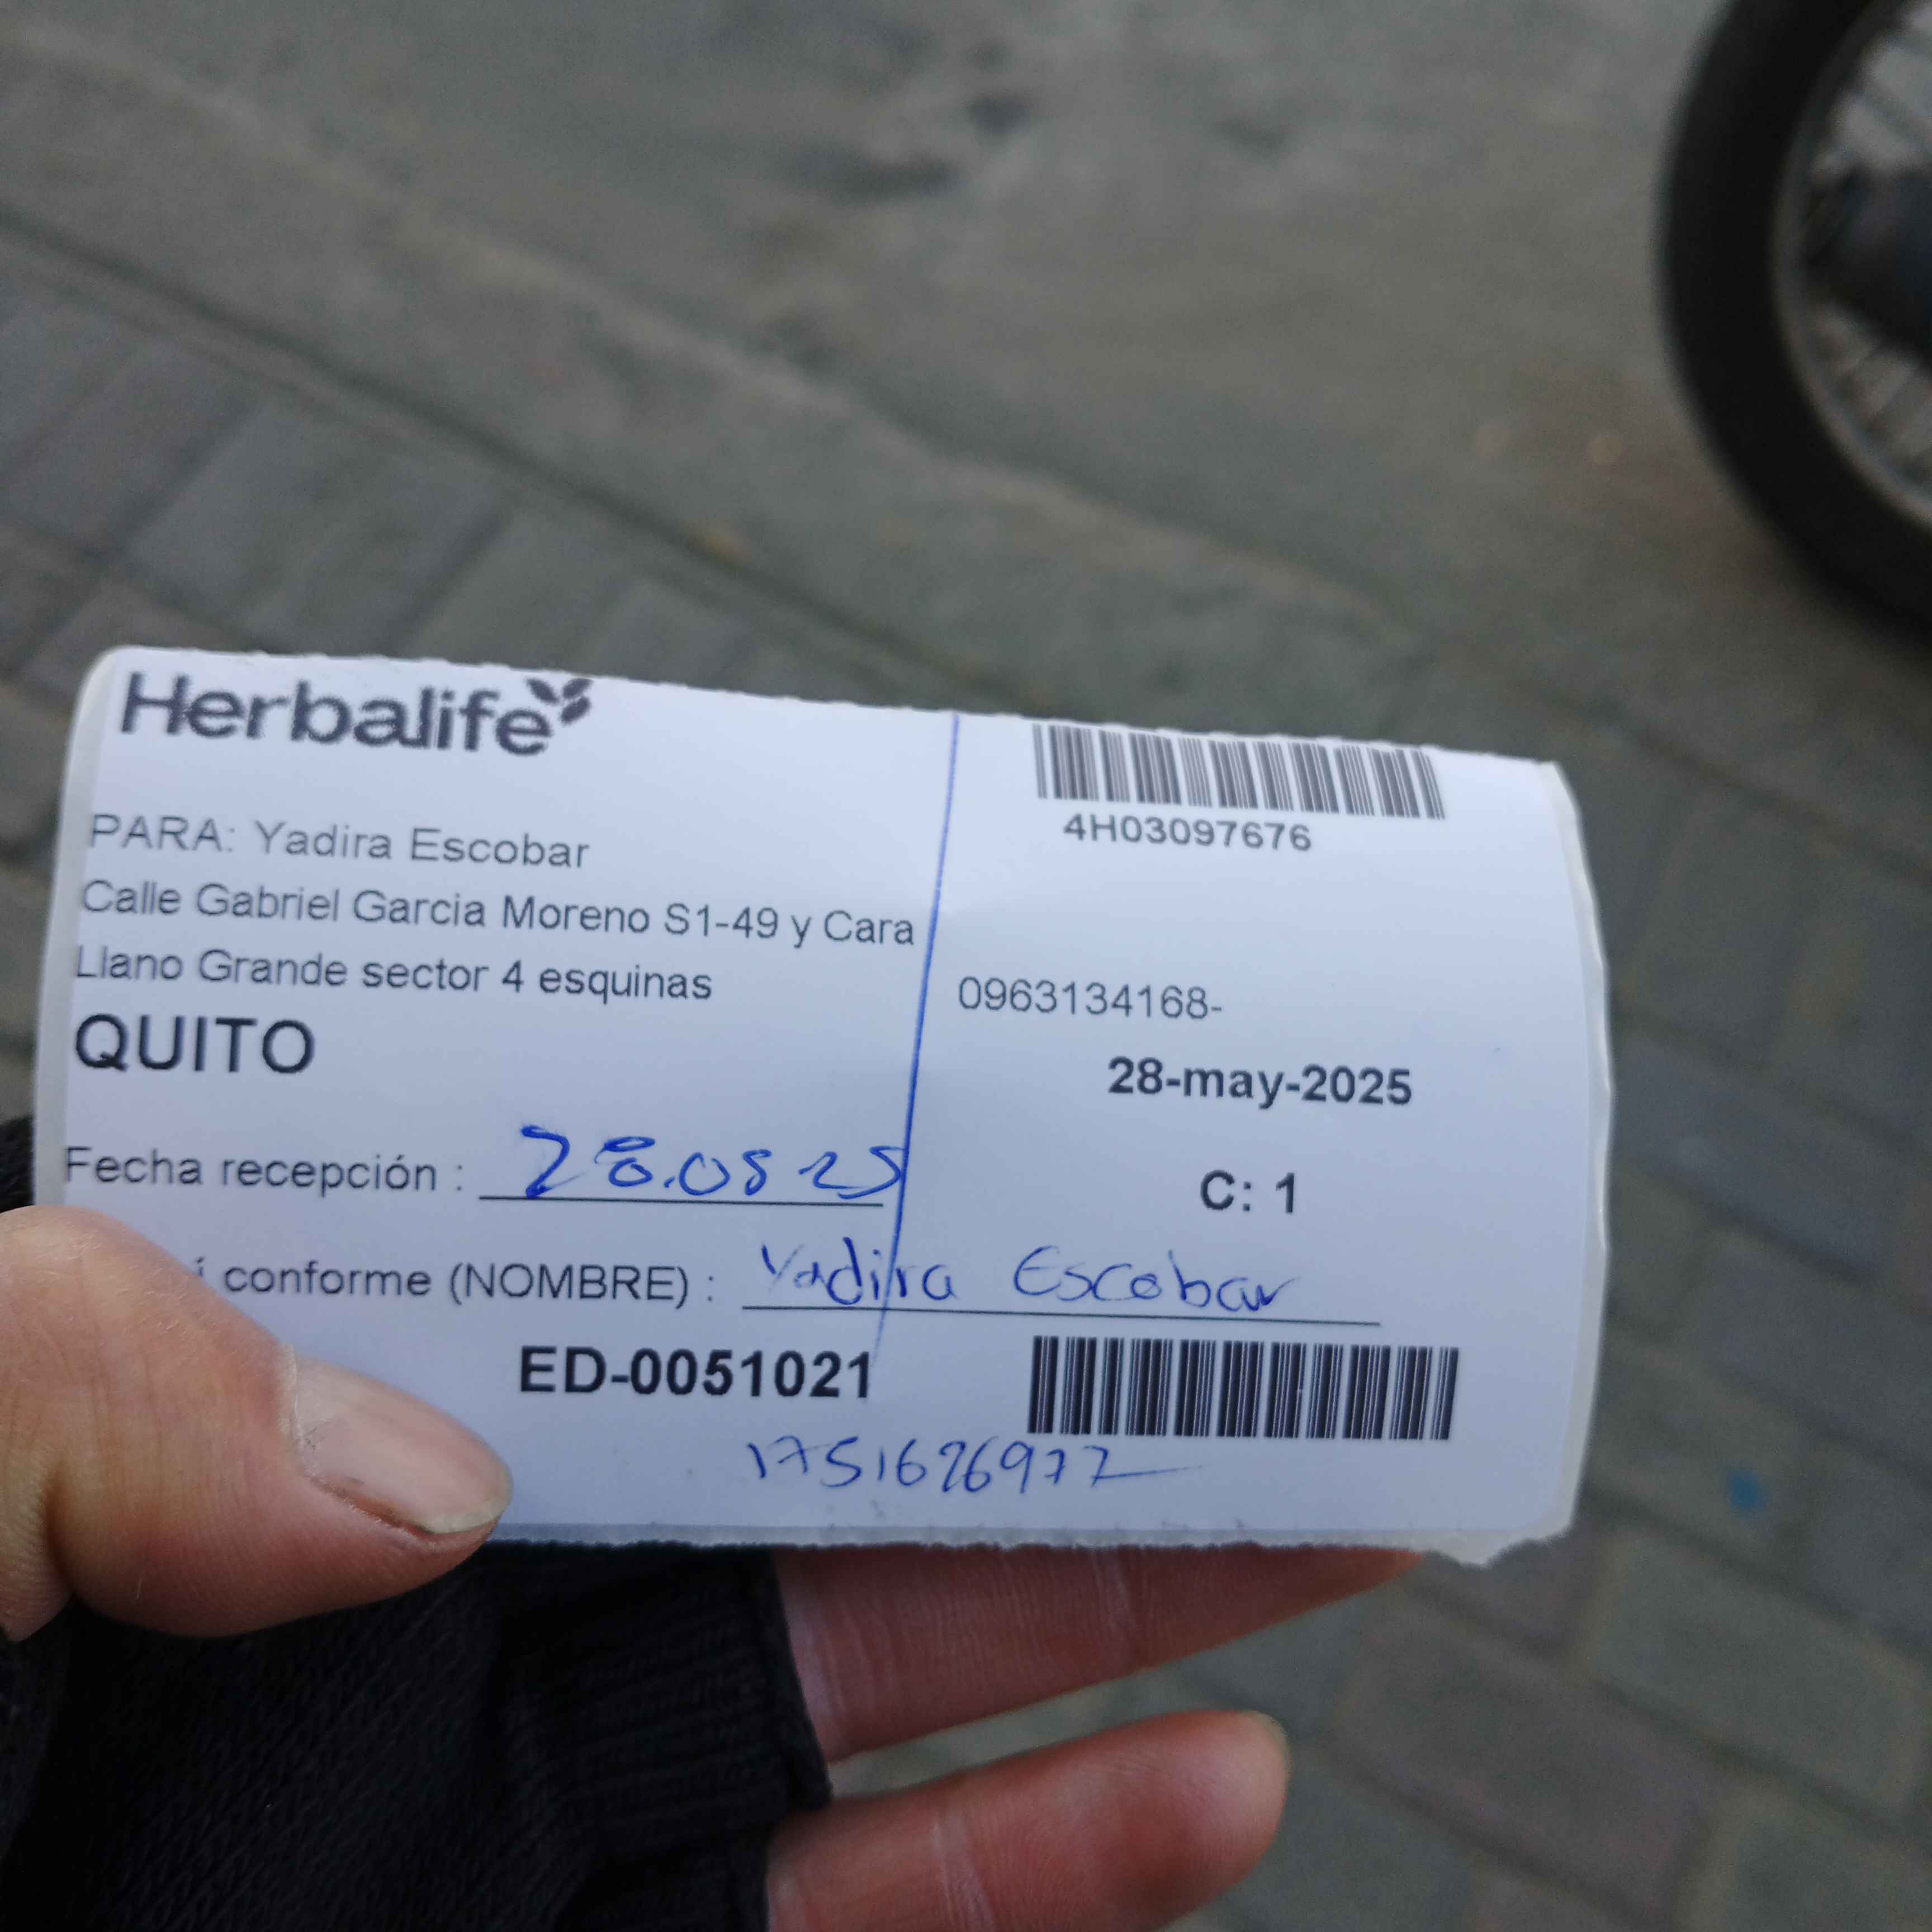 Herbalife
4H03097676
PARA: Yadira Escobar
Calle Gabriel Garcia Moreno S1-49 y Cara
Llano Grande sector 4 esquinas
0963134168-
QUITO
28-may-2025
Fecha recepción : 28.05 25
C: 1
í conforme (NOMBRE) : Yadira Escobar
ED-0051021
1751626977